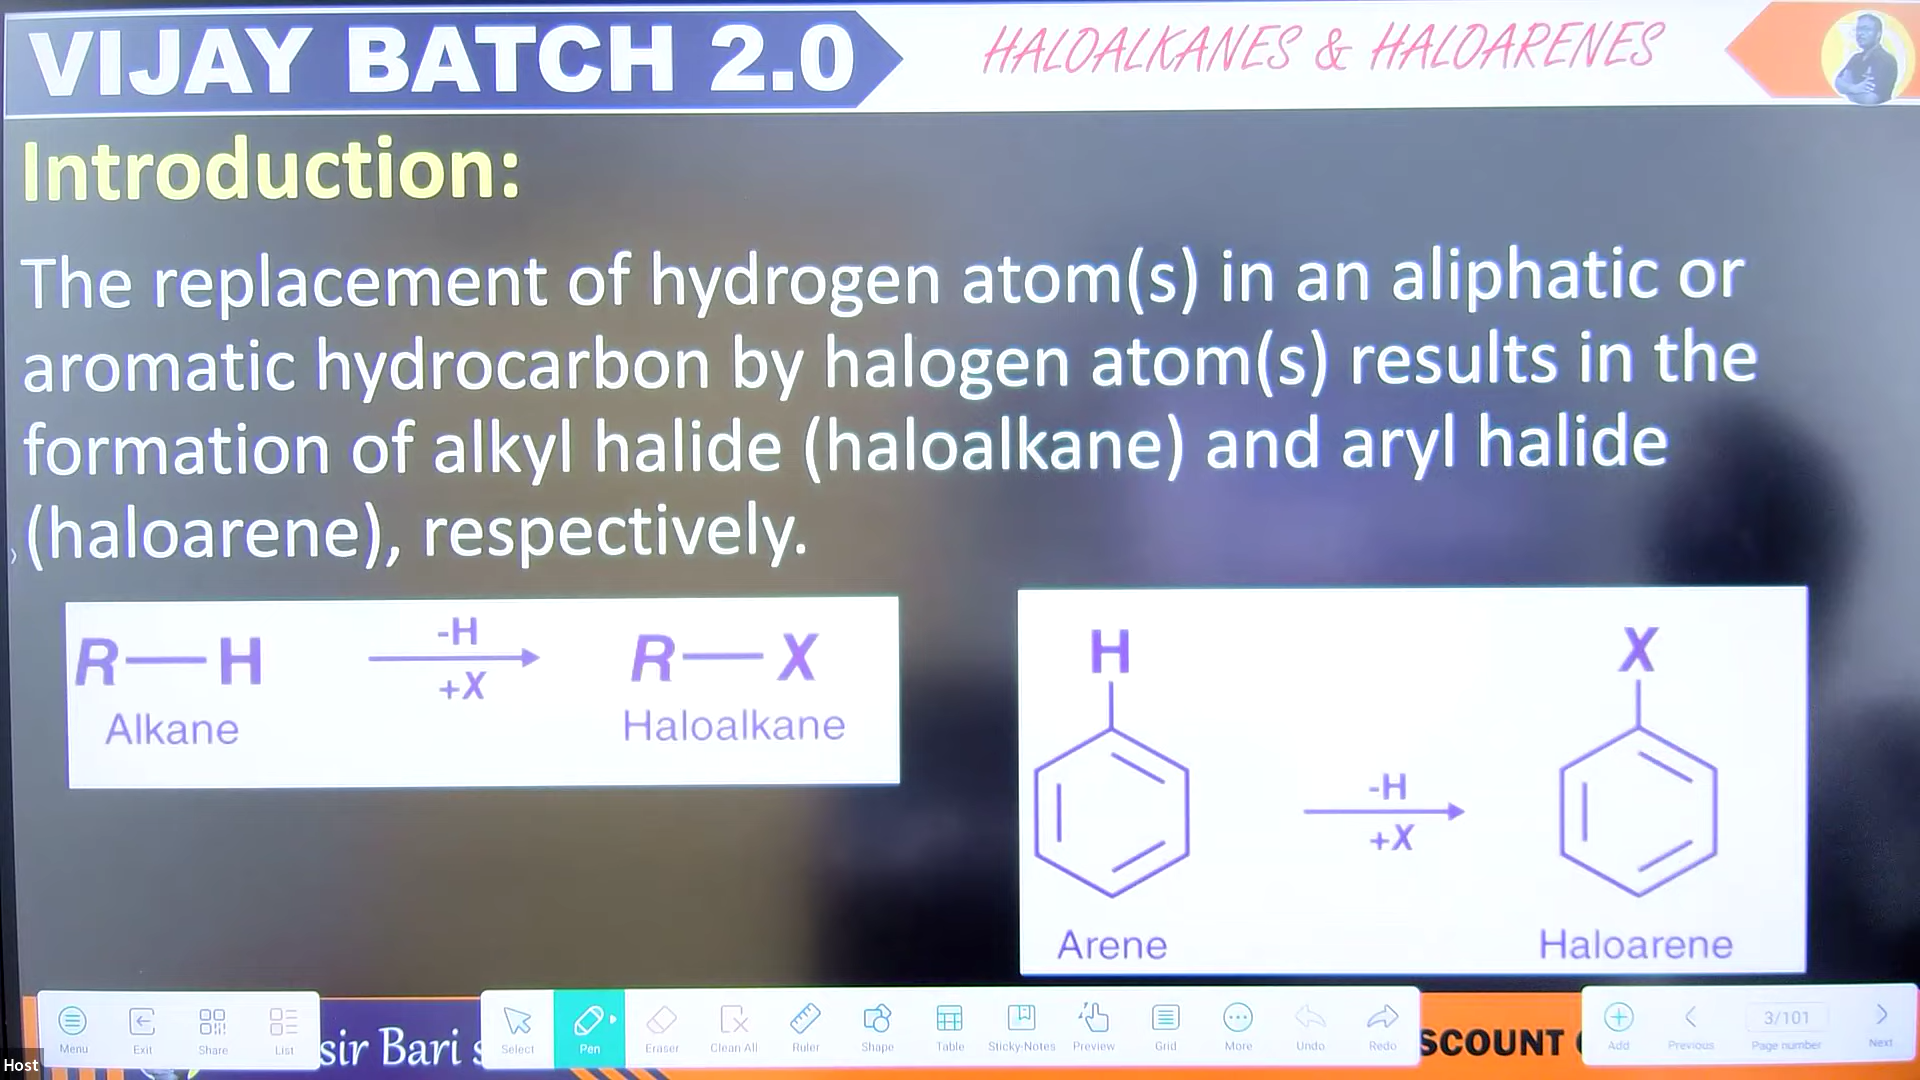 VIJAY BATCH 2.0
HALOALKANES & HALOARENES
Introduction:
The replacement of hydrogen atom(s) in an aliphatic or
aromatic hydrocarbon by halogen atom(s) results in the
formation of alkyl halide (haloalkane) and aryl halide
(haloarene), respectively.
R — H
-H
+X
R — X
Alkane
Haloalkane
H
X
-H
+X
Arene
Haloarene
sir Bari s
SCOUNT
Menu Exit Share List
Select Pen Eraser Clean All Ruler Shape Table Sticky-Notes Preview Grid More Undo Redo
Add Previous 3/101 Page number Next
Host